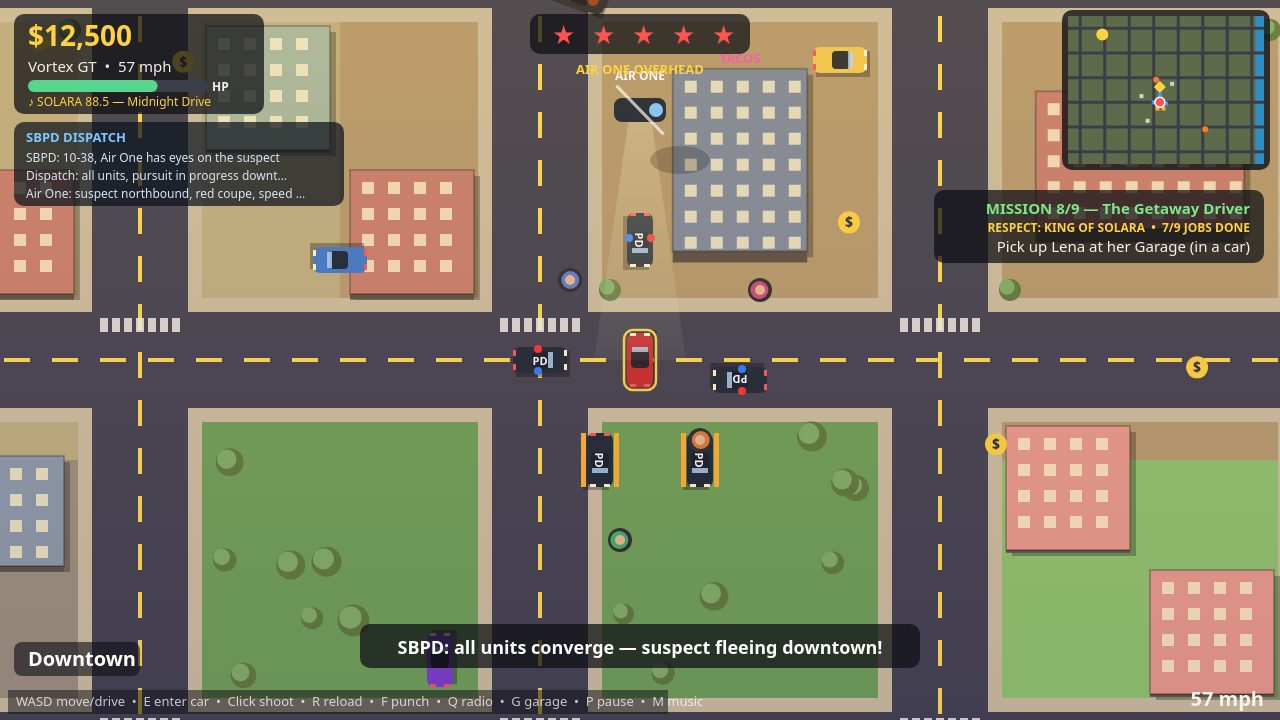 $12,500
Vortex GT • 57 mph
HP
♪ SOLARA 88.5 — Midnight Drive
SBPD DISPATCH
SBPD: 10-38, Air One has eyes on the suspect
Dispatch: all units, pursuit in progress downt...
Air One: suspect northbound, red coupe, speed ...
★ ★ ★ ★ ★
TACOS
AIR ONE OVERHEAD
AIR ONE
MISSION 8/9 — The Getaway Driver
RESPECT: KING OF SOLARA • 7/9 JOBS DONE
Pick up Lena at her Garage (in a car)
$
$
$
$
PD
PD
PD
PD
PD
SBPD: all units converge — suspect fleeing downtown!
Downtown
WASD move/drive • E enter car • Click shoot • R reload • F punch • Q radio • G garage • P pause • M music
57 mph